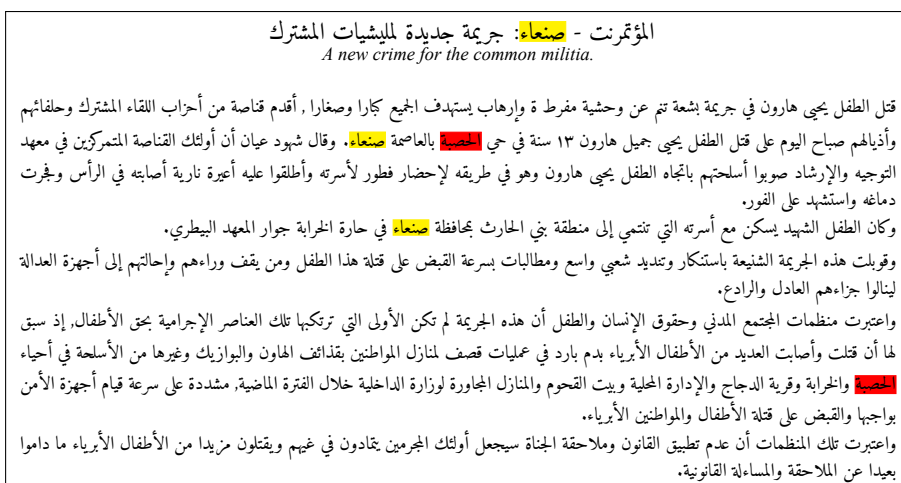 المؤتمرنت - صنعاء: جريمة جديدة لمليشيات المشترك
A new crime for the common militia.
قتل الطفل يحيى هارون في جريمة بشعة تنم عن وحشية مفرط ة وإرهاب يستهدف الجميع كبارا وصغارا , أقدم قناصة من أحزاب اللقاء المشترك وحلفائهم
وأذيالهم صباح اليوم على قتل الطفل يحيى جميل هارون ١٣ سنة في حي الحصبة بالعاصمة صنعاء. وقال شهود عيان أن أولئك القناصة المتمركزين في معهد
التوجيه والإرشاد صوبوا أسلحتهم باتجاه الطفل يحيى هارون وهو في طريقه لإحضار فطور لأسرته وأطلقوا عليه أعيرة نارية أصابته في الرأس وفجرت
دماغه واستشهد على الفور.
وكان الطفل الشهيد يسكن مع أسرته التي تنتمي إلى منطقة بني الحارث بمحافظة صنعاء في حارة الخرابة جوار المعهد البيطري.
وقوبلت هذه الجريمة الشنيعة باستنكار وتنديد شعبي واسع ومطالبات بسرعة القبض على قتلة هذا الطفل ومن يقف وراءهم وإحالتهم إلى أجهزة العدالة
لينالوا جزاءهم العادل والرادع.
واعتبرت منظمات المجتمع المدني وحقوق الإنسان والطفل أن هذه الجريمة لم تكن الأولى التي ترتكبها تلك العناصر الإجرامية بحق الأطفال, إذ سبق
لها أن قتلت وأصابت العديد من الأطفال الأبرياء بدم بارد في عمليات قصف لمنازل المواطنين بقذائف الهاون والبوازيك وغيرها من الأسلحة في أحياء
الحصبة والخرابة وقرية الدجاج والإدارة المحلية وبيت القحوم والمنازل المجاورة لوزارة الداخلية خلال الفترة الماضية, مشددة على سرعة قيام أجهزة الأمن
بواجبها والقبض على قتلة الأطفال والمواطنين الأبرياء.
واعتبرت تلك المنظمات أن عدم تطبيق القانون وملاحقة الجناة سيجعل أولئك المجرمين يتمادون في غيهم ويقتلون مزيدا من الأطفال الأبرياء ما داموا
بعيدا عن الملاحقة والمساءلة القانونية.